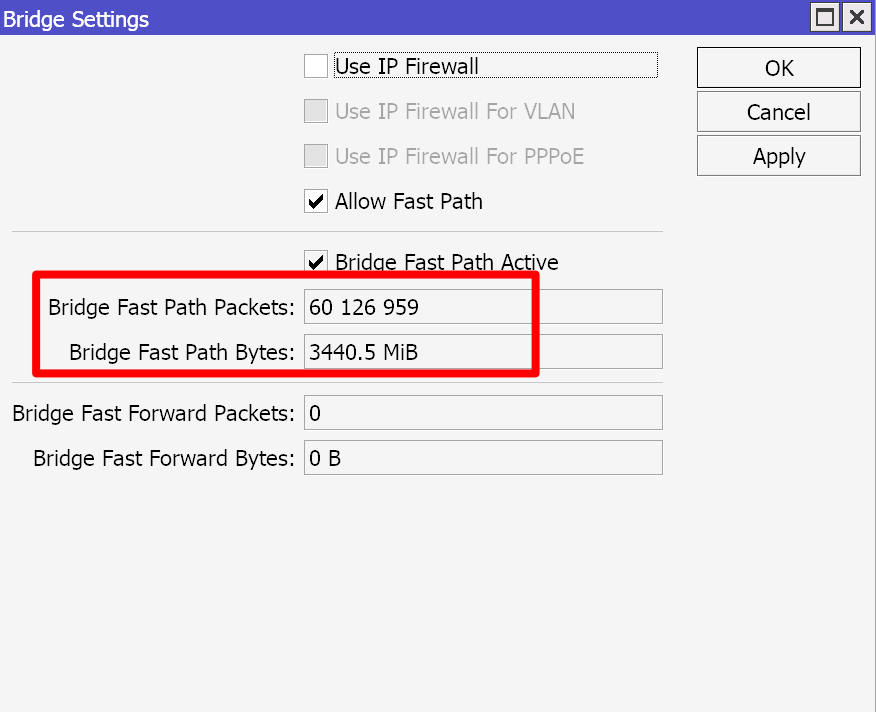 Bridge Settings
Use IP Firewall
OK
Use IP Firewall For VLAN
Cancel
Use IP Firewall For PPPoE
Apply
Allow Fast Path
Bridge Fast Path Active
Bridge Fast Path Packets: 60 126 959
Bridge Fast Path Bytes: 3440.5 MiB
Bridge Fast Forward Packets: 0
Bridge Fast Forward Bytes: 0 B